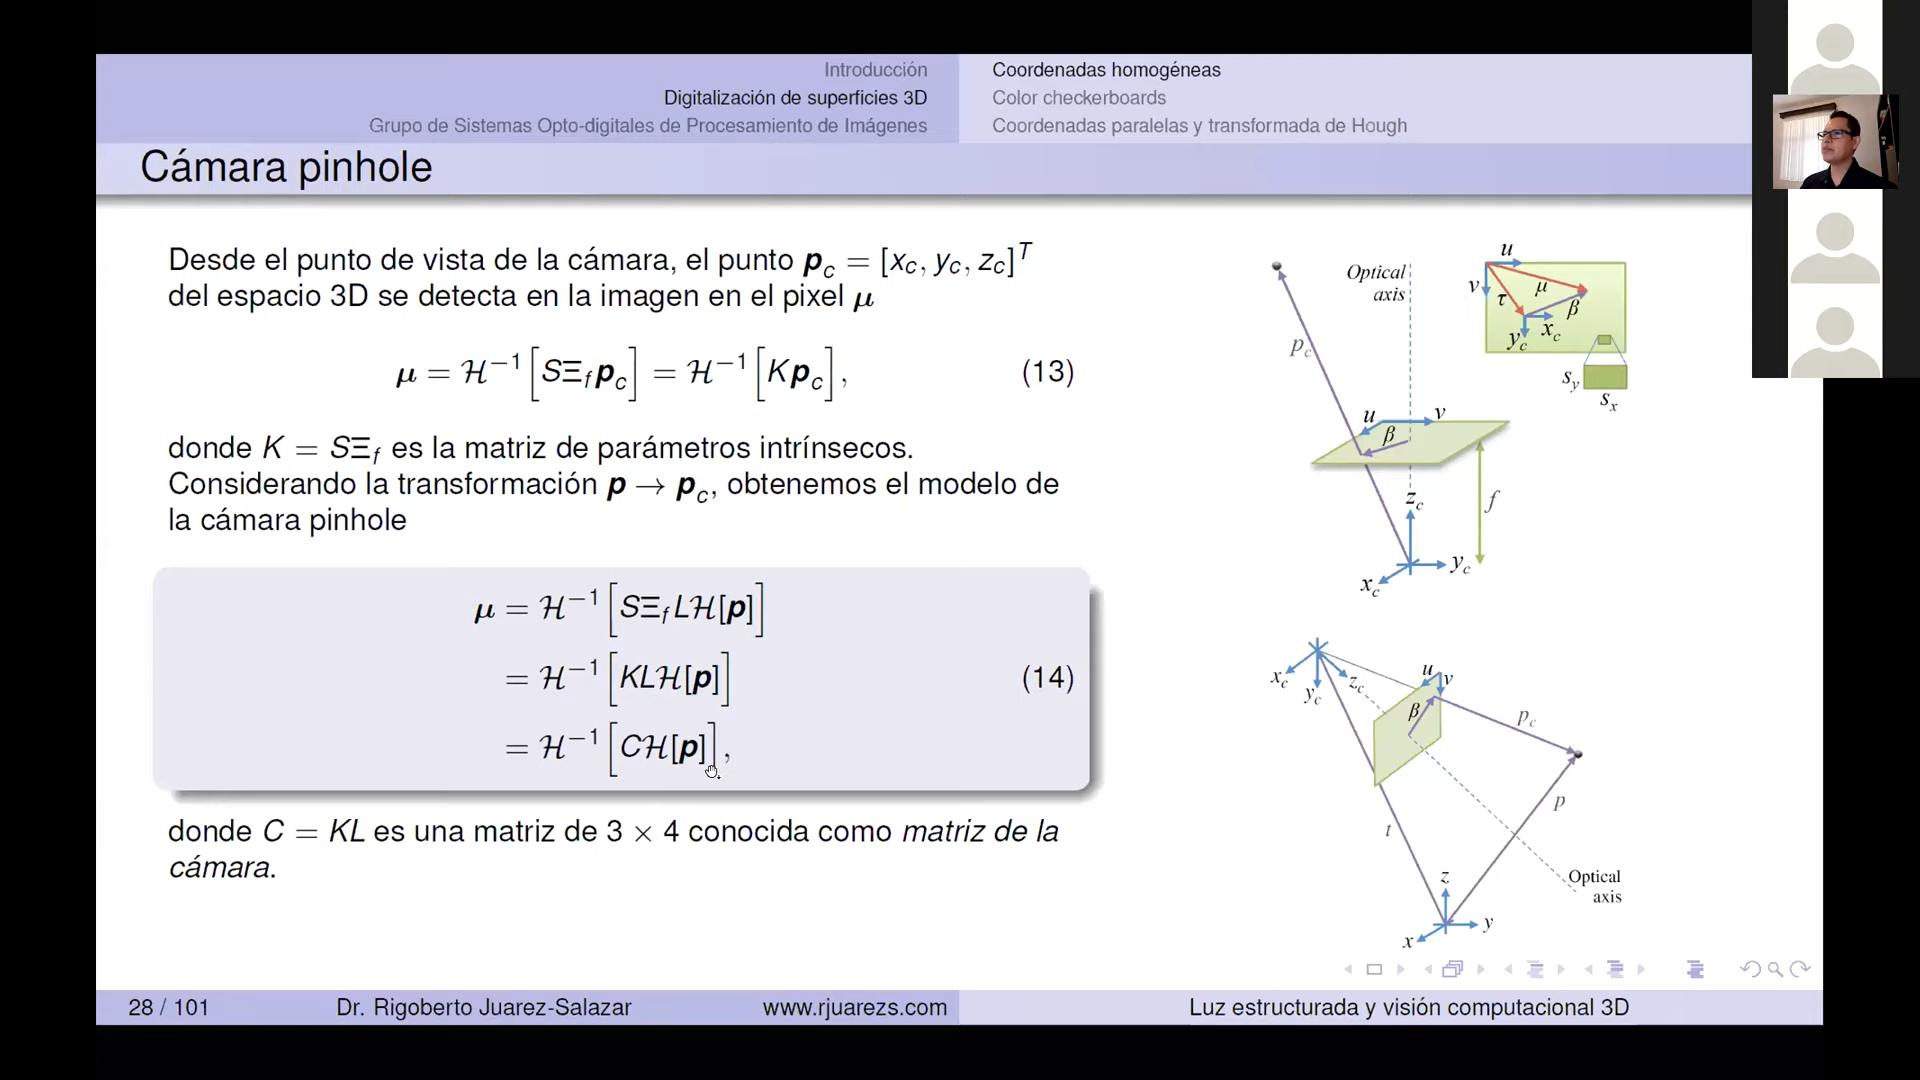 Introducción
Digitalización de superficies 3D
Grupo de Sistemas Opto-digitales de Procesamiento de Imágenes
Coordenadas homogéneas
Color checkerboards
Coordenadas paralelas y transformada de Hough
Cámara pinhole
Desde el punto de vista de la cámara, el punto p_c = [x_c, y_c, z_c]^T
del espacio 3D se detecta en la imagen en el pixel μ
μ = ℋ^−1 [SΞ_f p_c] = ℋ^−1 [Kp_c], (13)
donde K = SΞ_f es la matriz de parámetros intrínsecos.
Considerando la transformación p → p_c, obtenemos el modelo de
la cámara pinhole
μ = ℋ^−1 [SΞ_f Lℋ[p]]
= ℋ^−1 [KLℋ[p]] (14)
= ℋ^−1 [Cℋ[p]],
donde C = KL es una matriz de 3 × 4 conocida como matriz de la
cámara.
Optical
axis
p_c
u
v
τ
μ
β
x_c
y_c
s_y
s_x
u
v
β
z_c
f
y_c
x_c
x_c
y_c
z_c
u
v
β
p_c
p
t
Optical
axis
z
y
x
28 / 101
Dr. Rigoberto Juarez-Salazar
www.rjuarezs.com
Luz estructurada y visión computacional 3D